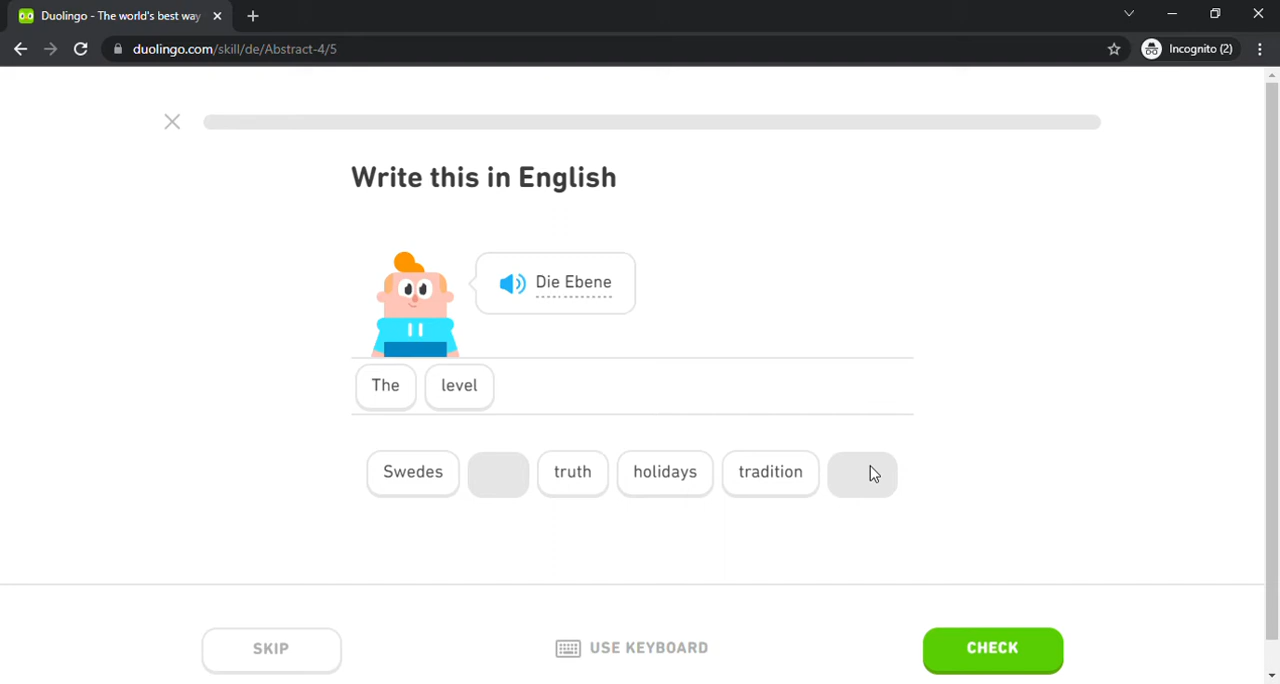 Duolingo - The world's best way
duolingo.com/skill/de/Abstract-4/5
Incognito (2)
Write this in English
Die Ebene
The level
Swedes truth holidays tradition
SKIP USE KEYBOARD CHECK